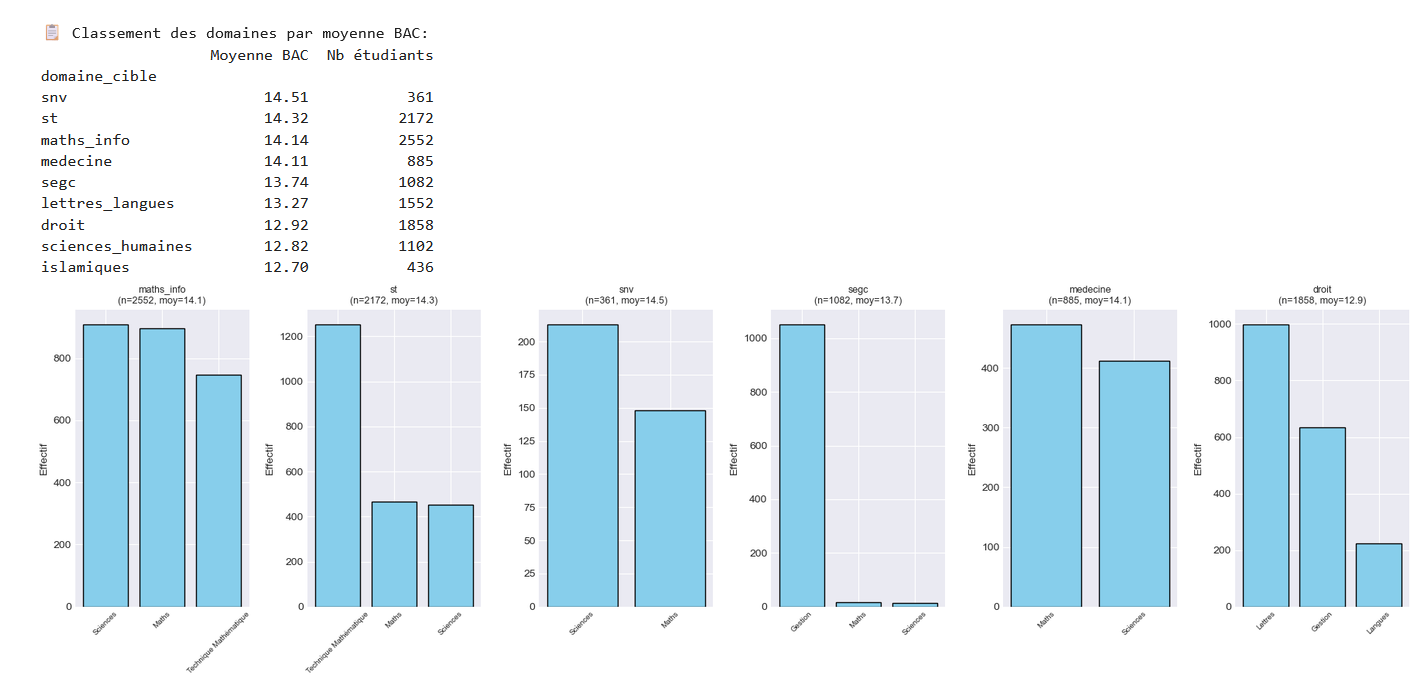 📋 Classement des domaines par moyenne BAC:
Moyenne BAC Nb étudiants
domaine_cible
snv 14.51 361
st 14.32 2172
maths_info 14.14 2552
medecine 14.11 885
segc 13.74 1082
lettres_langues 13.27 1552
droit 12.92 1858
sciences_humaines 12.82 1102
islamiques 12.70 436
maths_info
(n=2552, moy=14.1)
Effectif
800
600
400
200
0
Sciences
Maths
Technique Mathématique
st
(n=2172, moy=14.3)
Effectif
1200
1000
800
600
400
200
0
Technique Mathématique
Maths
Sciences
snv
(n=361, moy=14.5)
Effectif
200
175
150
125
100
75
50
25
0
Sciences
Maths
segc
(n=1082, moy=13.7)
Effectif
1000
800
600
400
200
0
Gestion
Maths
Sciences
medecine
(n=885, moy=14.1)
Effectif
400
300
200
100
0
Maths
Sciences
droit
(n=1858, moy=12.9)
Effectif
1000
800
600
400
200
0
Lettres
Gestion
Langues